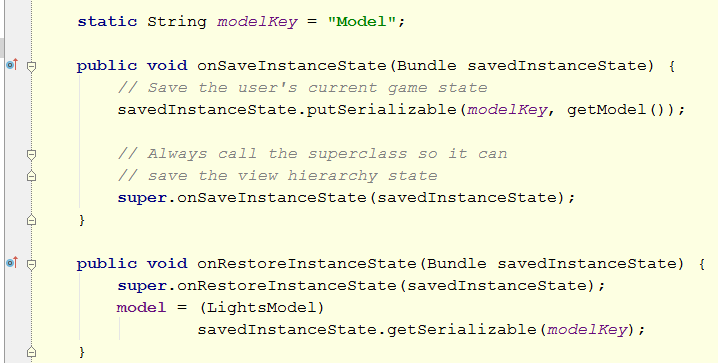 static String modelKey = "Model";
public void onSaveInstanceState(Bundle savedInstanceState) {
// Save the user's current game state
savedInstanceState.putSerializable(modelKey, getModel());
// Always call the superclass so it can
// save the view hierarchy state
super.onSaveInstanceState(savedInstanceState);
}
public void onRestoreInstanceState(Bundle savedInstanceState) {
super.onRestoreInstanceState(savedInstanceState);
model = (LightsModel)
savedInstanceState.getSerializable(modelKey);
}